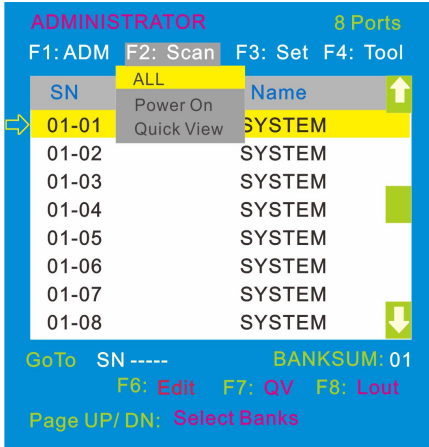 ADMINISTRATOR 8 Ports
F1: ADM F2: Scan F3: Set F4: Tool
ALL
SN Name
Power On
Quick View
01-01 SYSTEM
01-02 SYSTEM
01-03 SYSTEM
01-04 SYSTEM
01-05 SYSTEM
01-06 SYSTEM
01-07 SYSTEM
01-08 SYSTEM
GoTo SN ----- BANKSUM: 01
F6: Edit F7: QV F8: Lout
Page UP/ DN: Select Banks